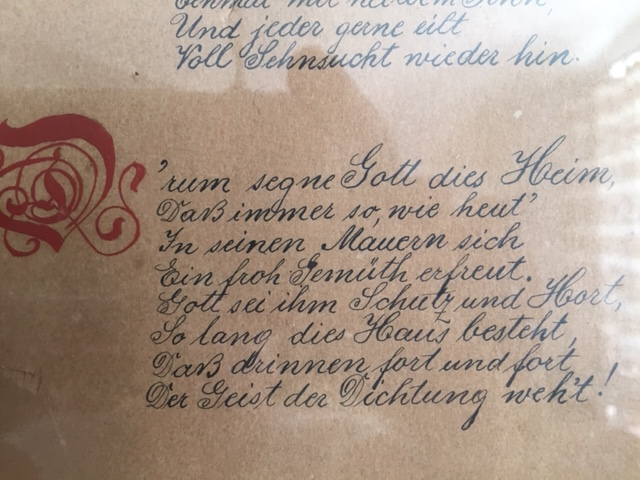 Und jeder gerne eilt
Voll Sehnsucht wieder hin.
D'rum segne Gott dies Heim,
Daß immer so, wie heut'
In seinen Mauern sich
Ein froh Gemüth erfreut.
Gott sei ihm Schutz und Hort,
So lang dies Haus besteht,
Daß drinnen fort und fort
Der Geist der Dichtung weh't!